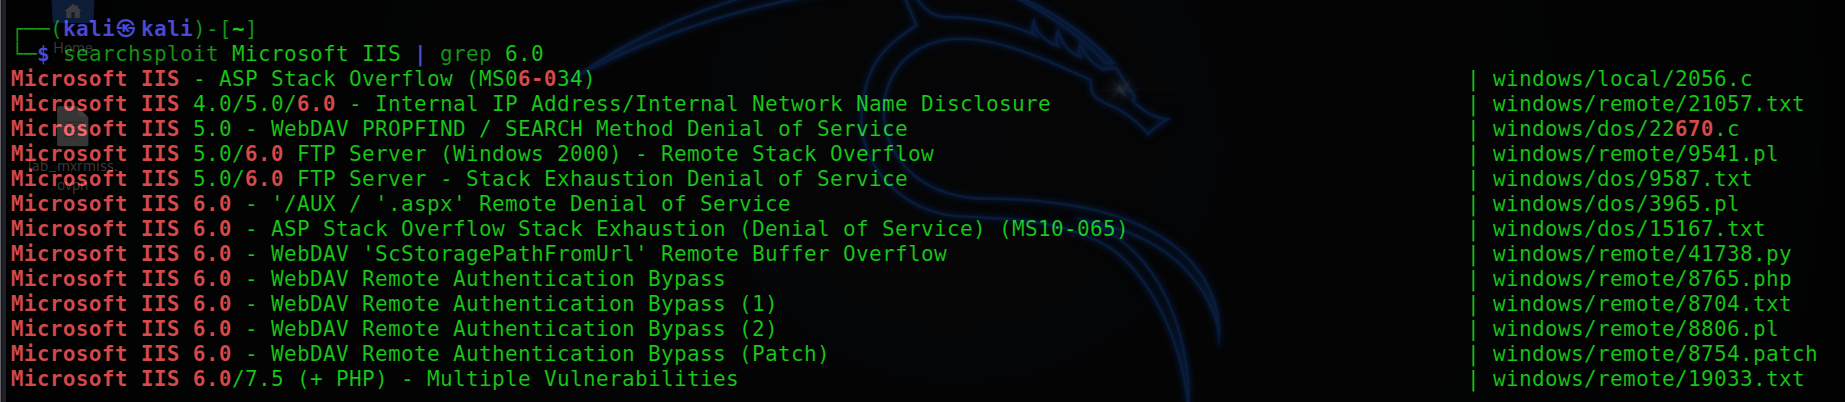 ┌──(kali㉿kali)-[~]
└─$ searchsploit Microsoft IIS | grep 6.0
Microsoft IIS - ASP Stack Overflow (MS06-034) | windows/local/2056.c
Microsoft IIS 4.0/5.0/6.0 - Internal IP Address/Internal Network Name Disclosure | windows/remote/21057.txt
Microsoft IIS 5.0 - WebDAV PROPFIND / SEARCH Method Denial of Service | windows/dos/22670.c
Microsoft IIS 5.0/6.0 FTP Server (Windows 2000) - Remote Stack Overflow | windows/remote/9541.pl
Microsoft IIS 5.0/6.0 FTP Server - Stack Exhaustion Denial of Service | windows/dos/9587.txt
Microsoft IIS 6.0 - '/AUX / '.aspx' Remote Denial of Service | windows/dos/3965.pl
Microsoft IIS 6.0 - ASP Stack Overflow Stack Exhaustion (Denial of Service) (MS10-065) | windows/dos/15167.txt
Microsoft IIS 6.0 - WebDAV 'ScStoragePathFromUrl' Remote Buffer Overflow | windows/remote/41738.py
Microsoft IIS 6.0 - WebDAV Remote Authentication Bypass | windows/remote/8765.php
Microsoft IIS 6.0 - WebDAV Remote Authentication Bypass (1) | windows/remote/8704.txt
Microsoft IIS 6.0 - WebDAV Remote Authentication Bypass (2) | windows/remote/8806.pl
Microsoft IIS 6.0 - WebDAV Remote Authentication Bypass (Patch) | windows/remote/8754.patch
Microsoft IIS 6.0/7.5 (+ PHP) - Multiple Vulnerabilities | windows/remote/19033.txt
Home